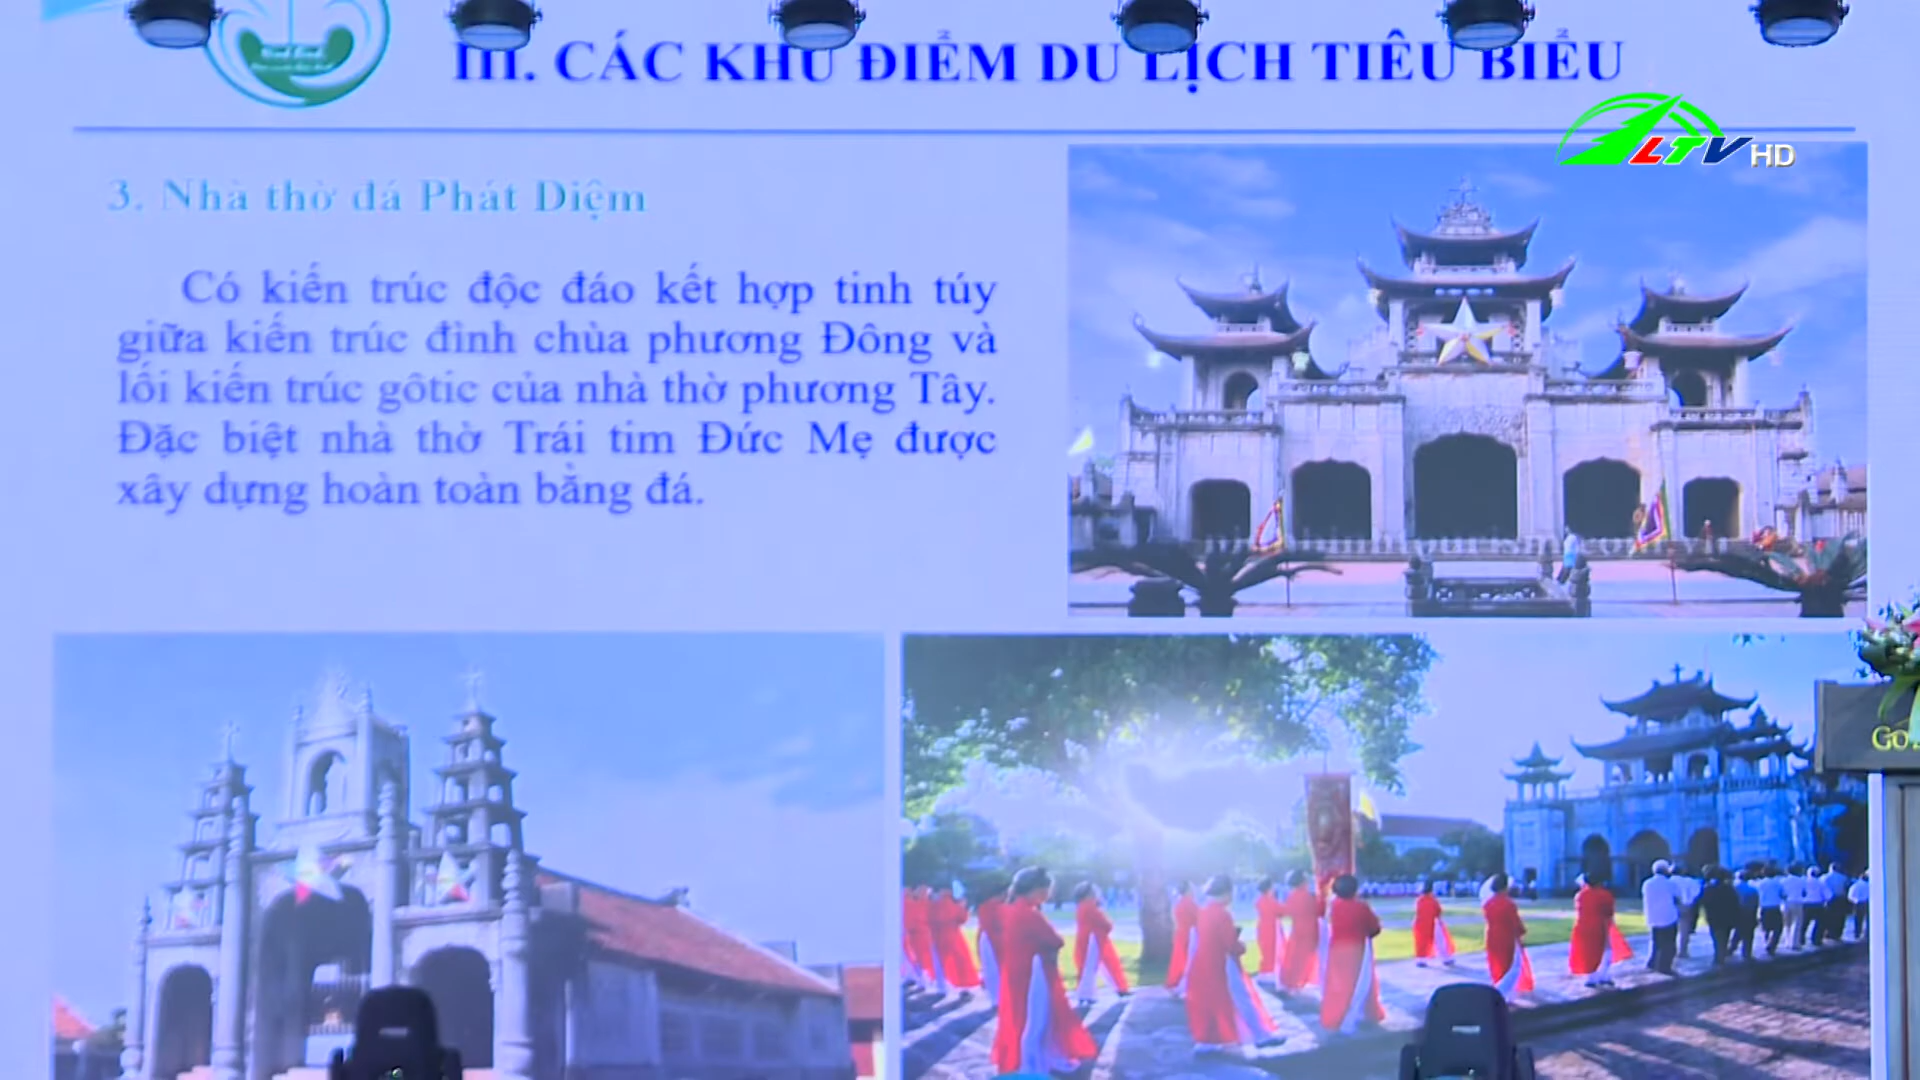 III. CÁC KHU ĐIỂM DU LỊCH TIÊU BIỂU
LTV HD
3. Nhà thờ đá Phát Diệm
Có kiến trúc độc đáo kết hợp tinh túy
giữa kiến trúc đình chùa phương Đông và
lối kiến trúc gôtic của nhà thờ phương Tây.
Đặc biệt nhà thờ Trái tim Đức Mẹ được
xây dựng hoàn toàn bằng đá.